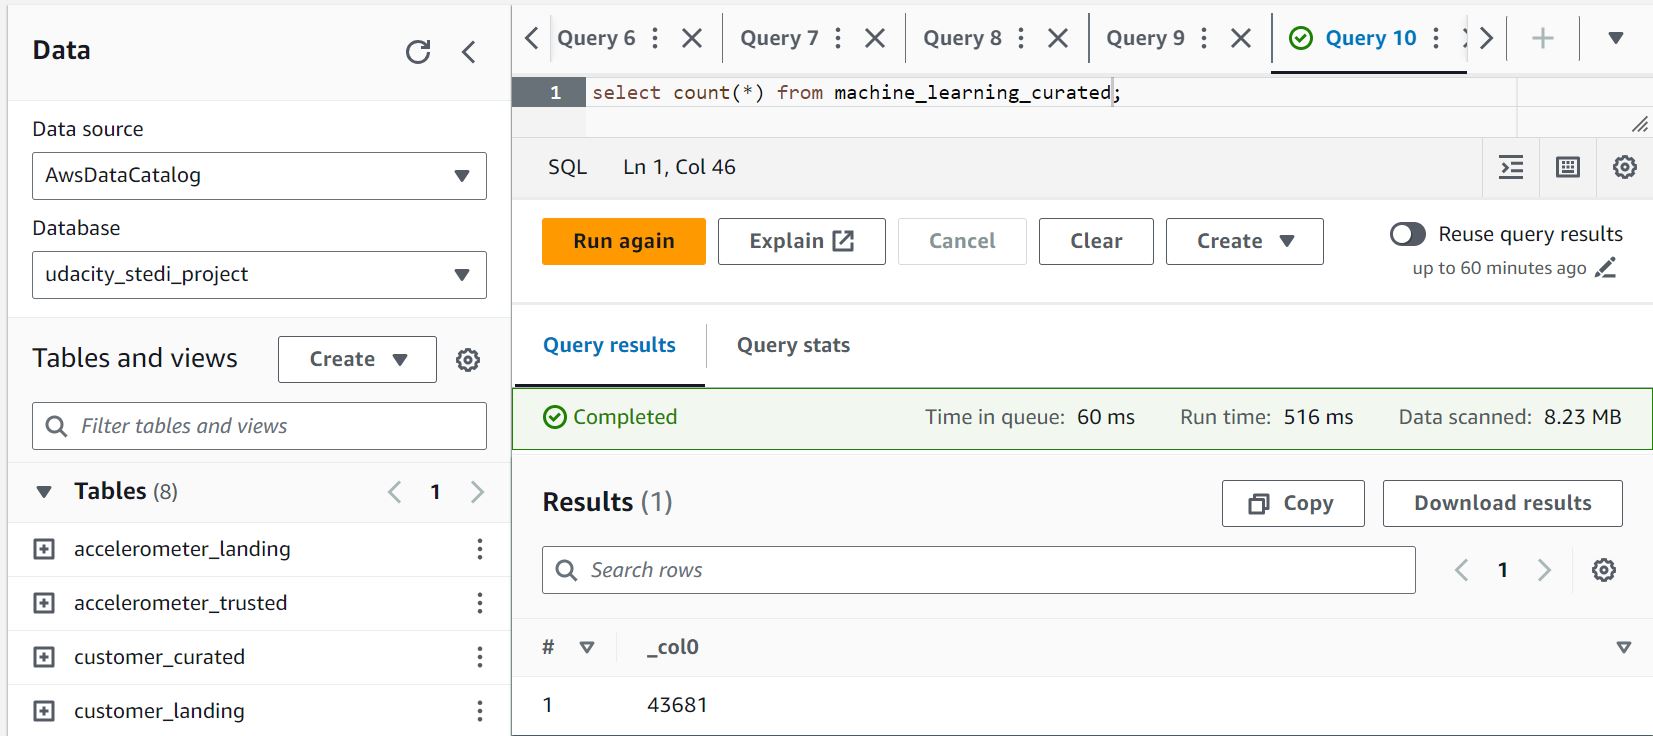 Data
Data source
AwsDataCatalog
Database
udacity_stedi_project
Tables and views
Create
Filter tables and views
Tables (8)
1
accelerometer_landing
accelerometer_trusted
customer_curated
customer_landing
Query 6
Query 7
Query 8
Query 9
Query 10
1
select count(*) from machine_learning_curated;
SQL
Ln 1, Col 46
Run again
Explain
Cancel
Clear
Create
Reuse query results
up to 60 minutes ago
Query results
Query stats
Completed
Time in queue: 60 ms
Run time: 516 ms
Data scanned: 8.23 MB
Results (1)
Copy
Download results
Search rows
1
#
_col0
1
43681